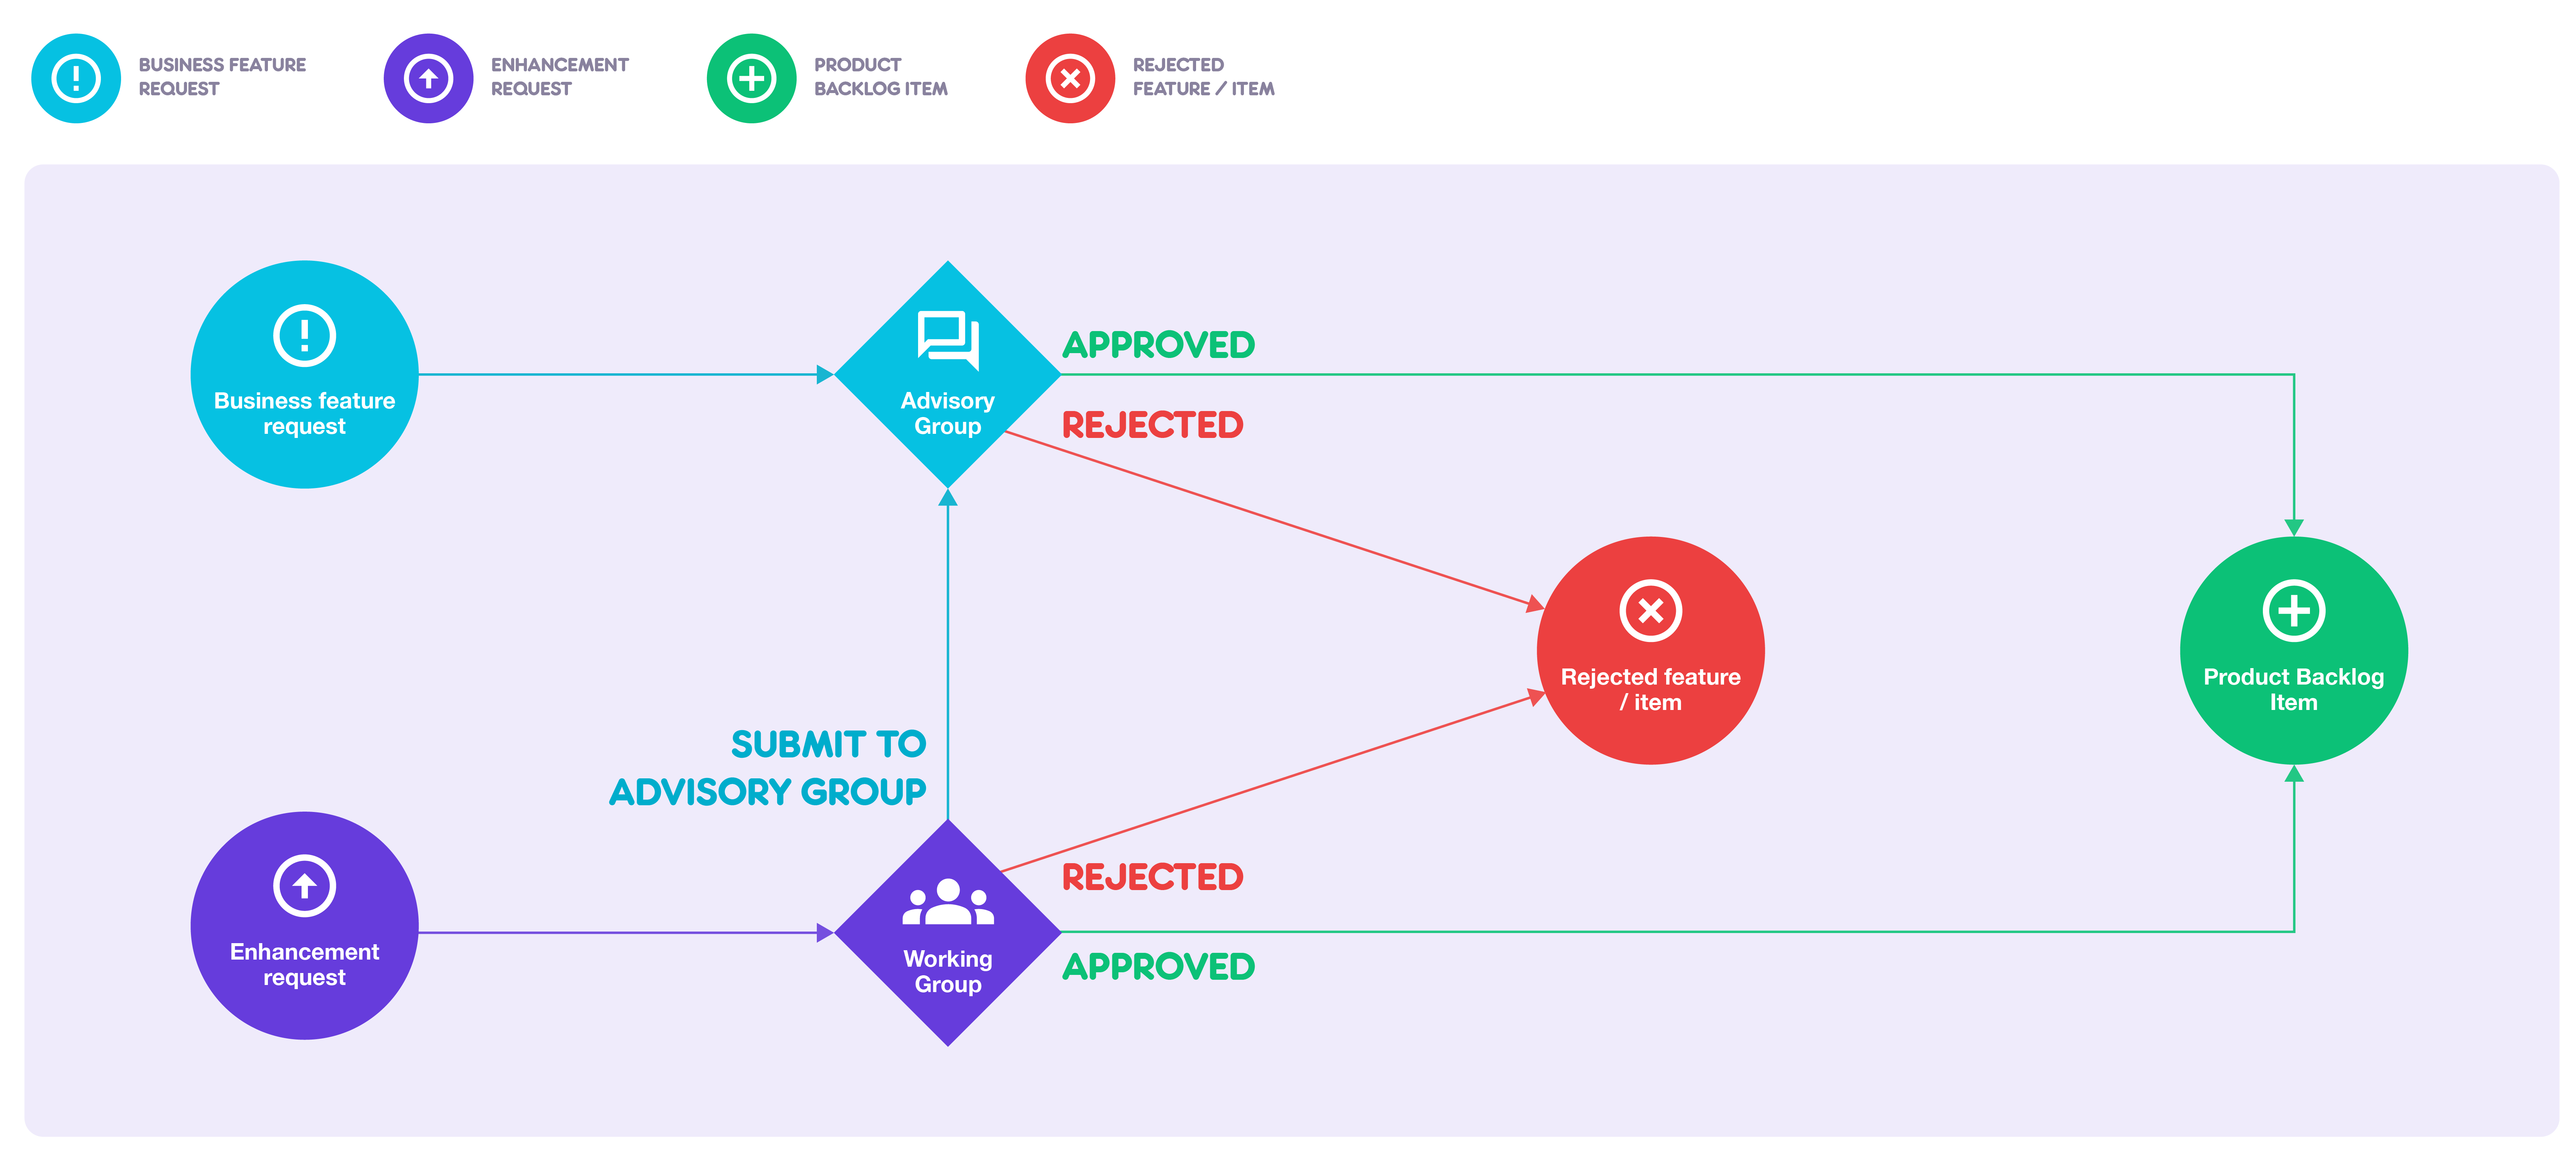 BUSINESS FEATURE
REQUEST
ENHANCEMENT
REQUEST
PRODUCT
BACKLOG ITEM
REJECTED
FEATURE / ITEM
Business feature
request
Advisory
Group
APPROVED
REJECTED
Rejected feature
/ item
Product Backlog
Item
SUBMIT TO
ADVISORY GROUP
Enhancement
request
Working
Group
REJECTED
APPROVED